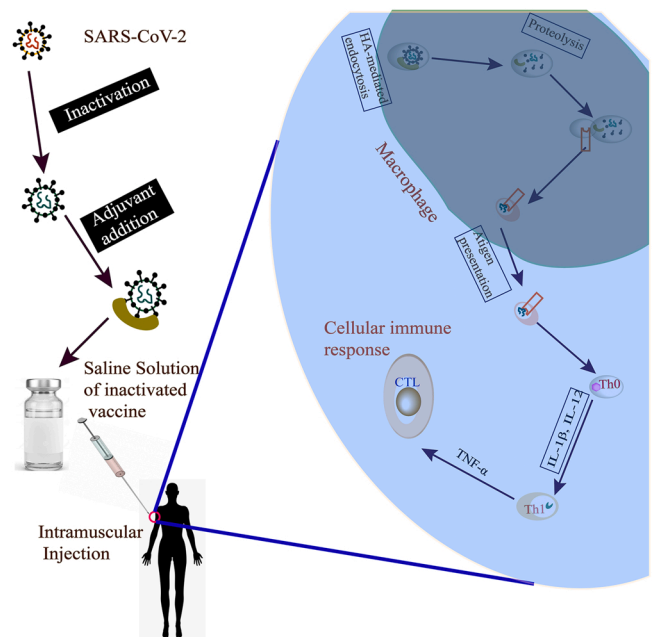 SARS-CoV-2
Inactivation
Adjuvant
addition
Saline Solution
of inactivated
vaccine
Intramuscular
Injection
HA-mediated
endocytosis
Proteolysis
Macrophage
Atigen
presentation
Cellular immune
response
CTL
Th0
IL-1β, IL-12
TNF-α
Th1